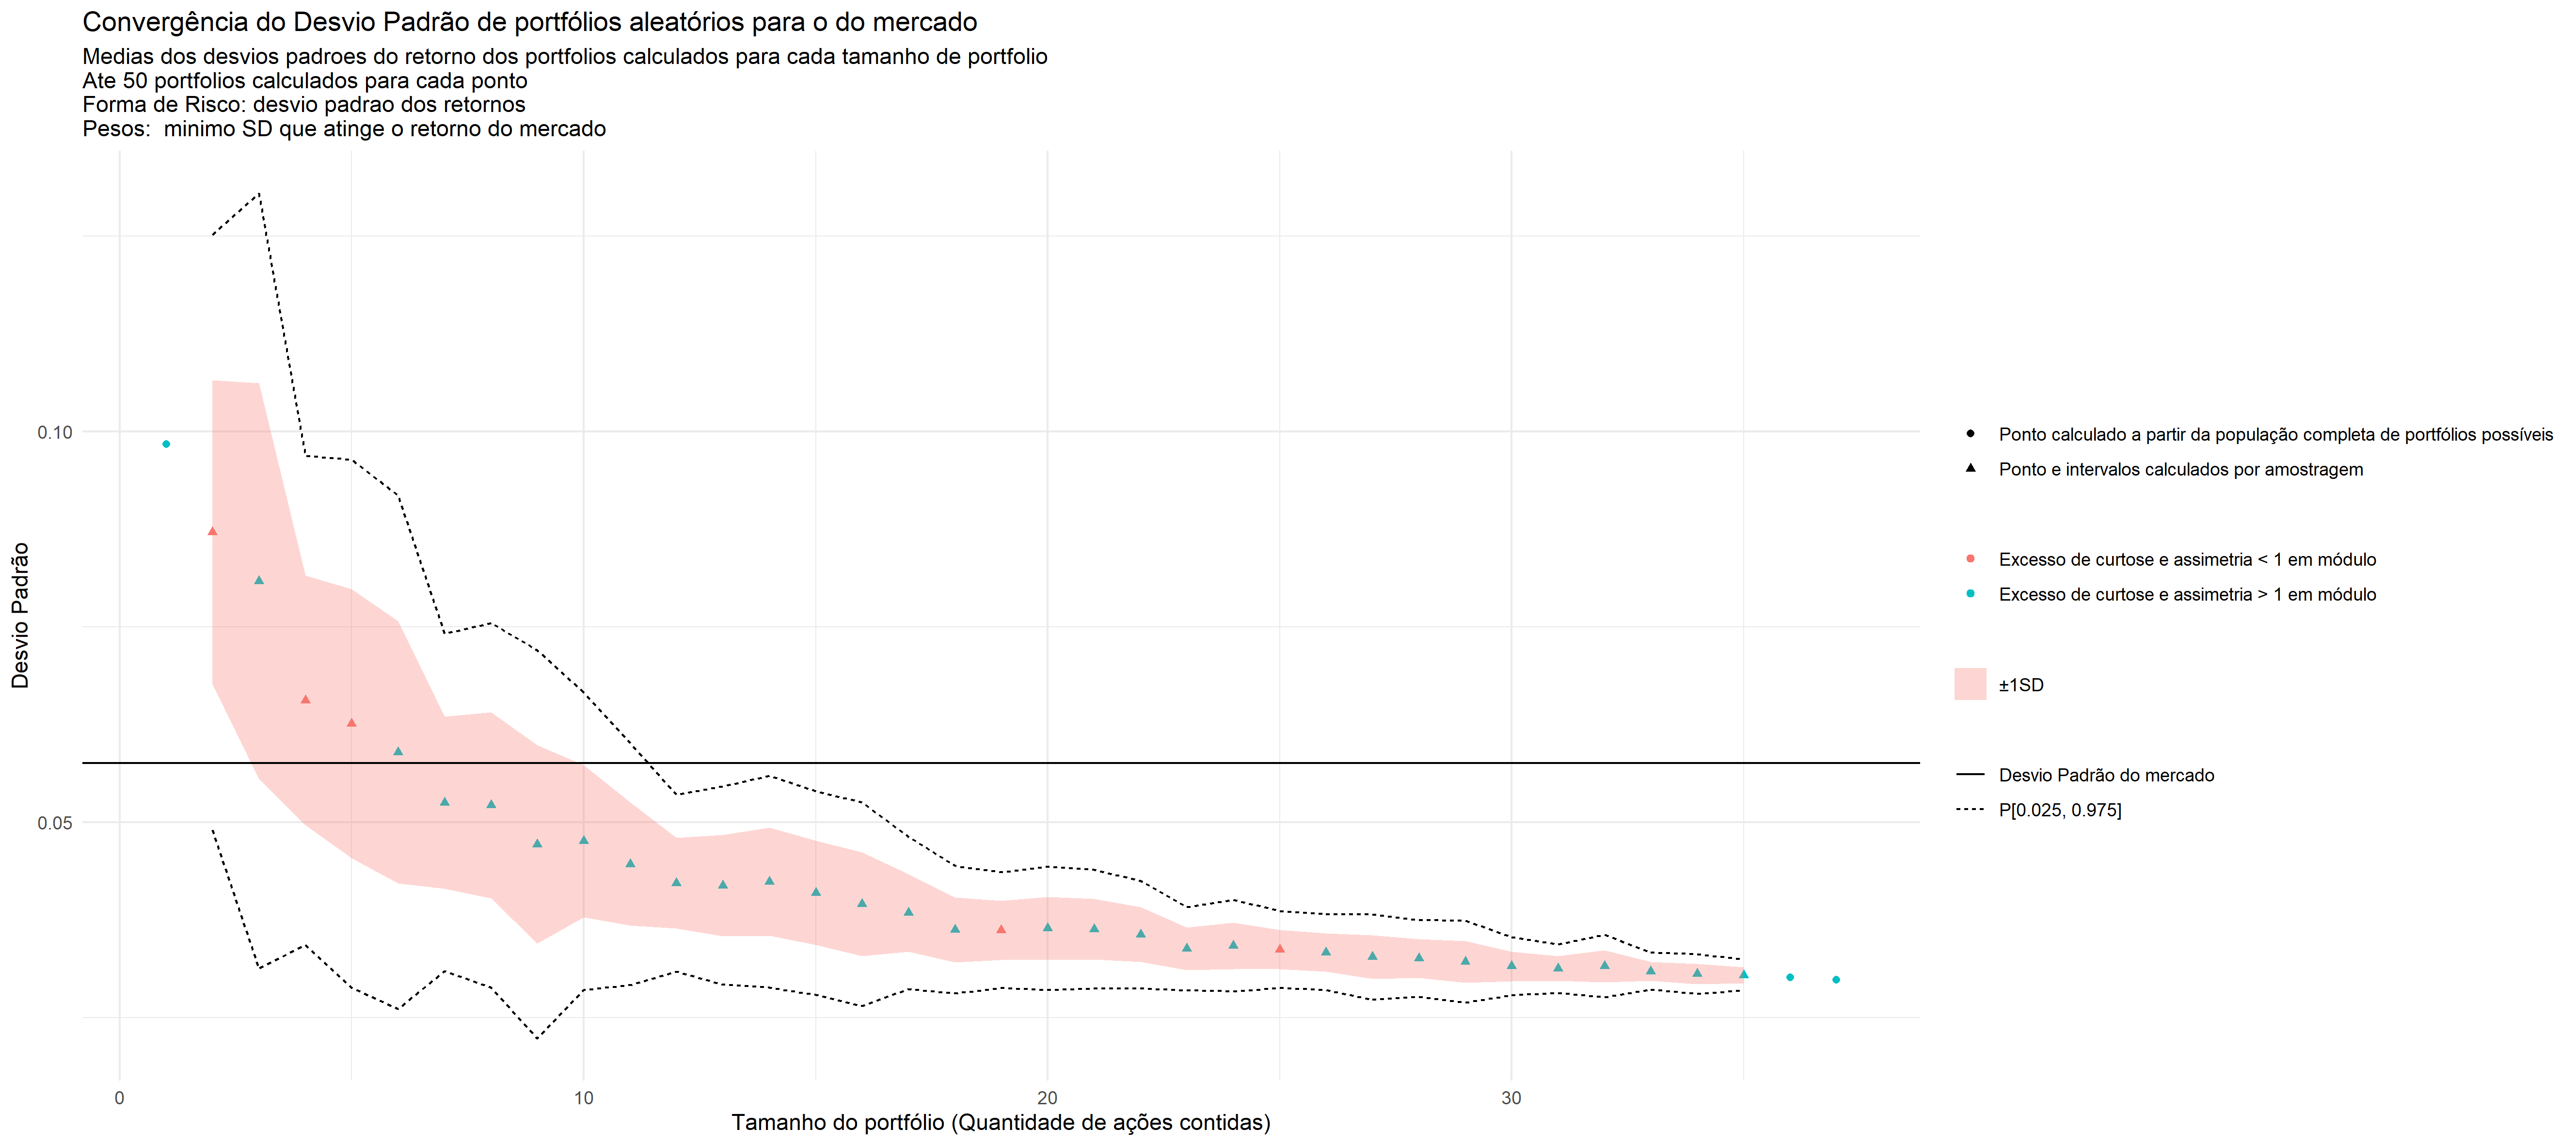 Convergência do Desvio Padrão de portfólios aleatórios para o do mercado
Medias dos desvios padroes do retorno dos portfolios calculados para cada tamanho de portfolio
Ate 50 portfolios calculados para cada ponto
Forma de Risco: desvio padrao dos retornos
Pesos:  minimo SD que atinge o retorno do mercado
Desvio Padrão
0.10
0.05
0
10
20
30
Tamanho do portfólio (Quantidade de ações contidas)
Ponto calculado a partir da população completa de portfólios possíveis
Ponto e intervalos calculados por amostragem
Excesso de curtose e assimetria < 1 em módulo
Excesso de curtose e assimetria > 1 em módulo
±1SD
Desvio Padrão do mercado
P[0.025, 0.975]